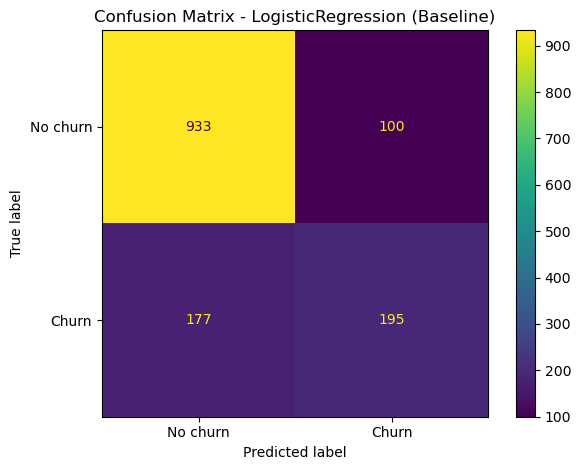 Confusion Matrix - LogisticRegression (Baseline)
No churn
Churn
True label
933
100
177
195
No churn
Churn
Predicted label
900
800
700
600
500
400
300
200
100